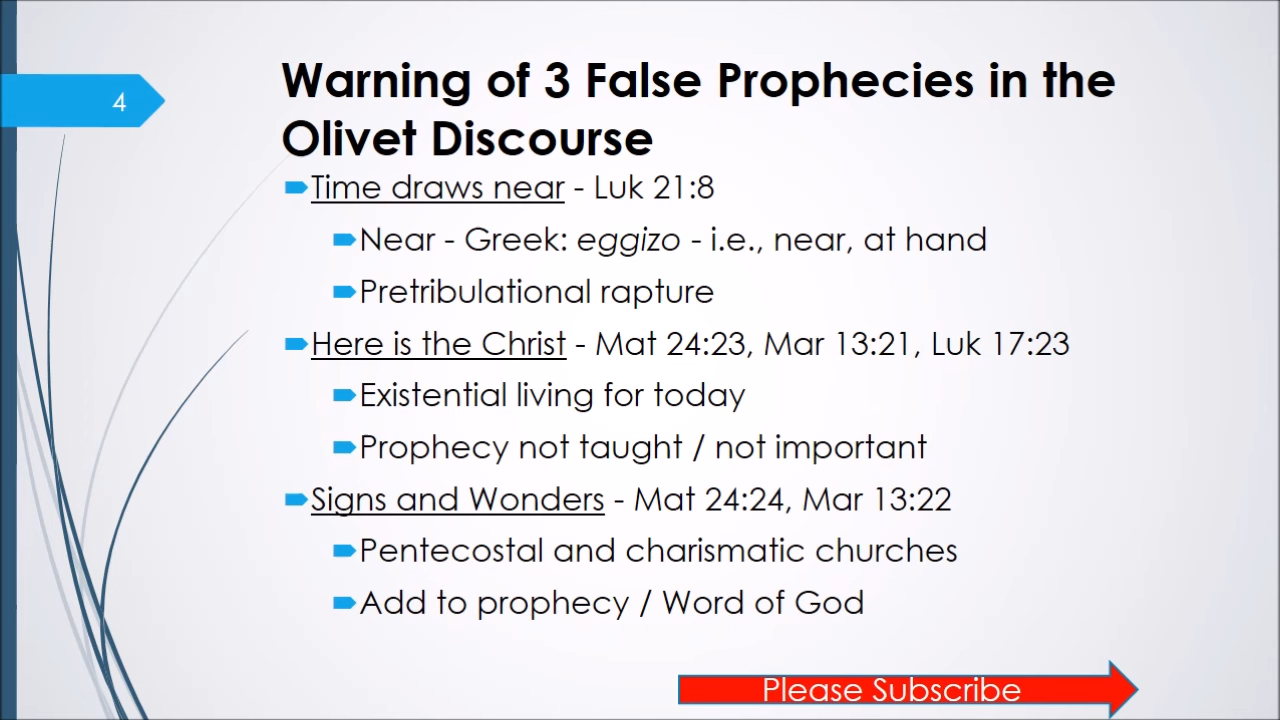 4
Warning of 3 False Prophecies in the
Olivet Discourse
Time draws near - Luk 21:8
Near - Greek: eggizo - i.e., near, at hand
Pretribulational rapture
Here is the Christ - Mat 24:23, Mar 13:21, Luk 17:23
Existential living for today
Prophecy not taught / not important
Signs and Wonders - Mat 24:24, Mar 13:22
Pentecostal and charismatic churches
Add to prophecy / Word of God
Please Subscribe